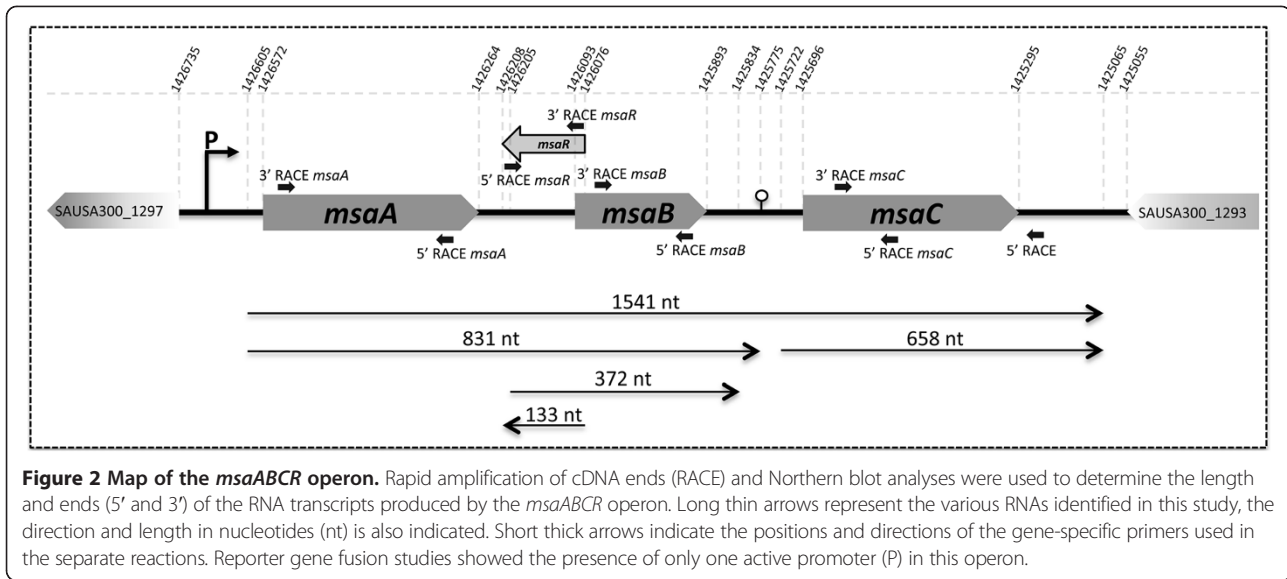 1426735
1426605
1426572
1426264
1426208
1426205
1426093
1426076
1425893
1425834
1425775
1425722
1425696
1425295
1425065
1425055
P
3’ RACE msaR
msaR
3’ RACE msaA
5’ RACE msaR
3’ RACE msaB
3’ RACE msaC
SAUSA300_1297
msaA
msaB
msaC
SAUSA300_1293
5’ RACE msaA
5’ RACE msaB
5’ RACE msaC
5’ RACE
1541 nt
831 nt
658 nt
372 nt
133 nt
Figure 2 Map of the msaABCR operon. Rapid amplification of cDNA ends (RACE) and Northern blot analyses were used to determine the length
and ends (5′ and 3′) of the RNA transcripts produced by the msaABCR operon. Long thin arrows represent the various RNAs identified in this study, the
direction and length in nucleotides (nt) is also indicated. Short thick arrows indicate the positions and directions of the gene-specific primers used in
the separate reactions. Reporter gene fusion studies showed the presence of only one active promoter (P) in this operon.